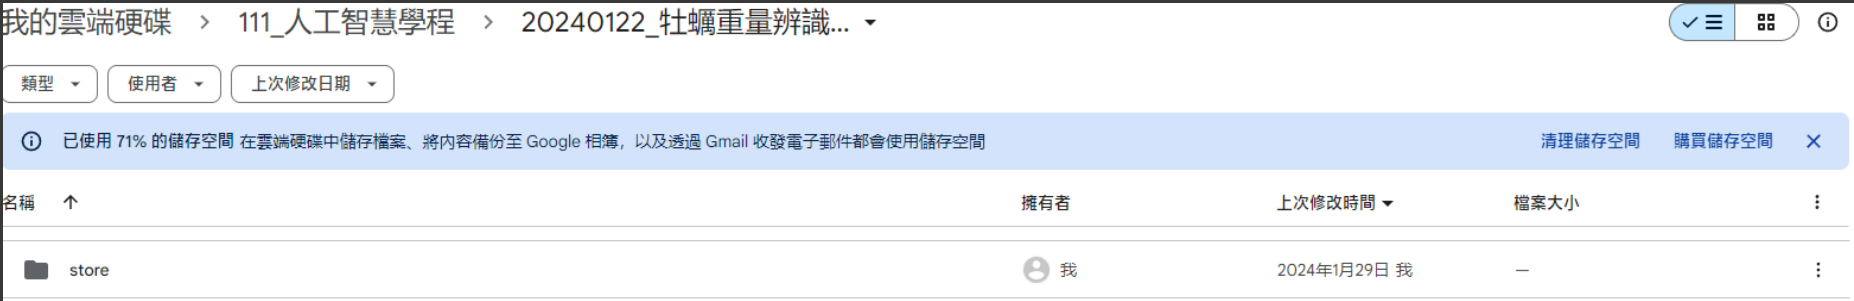 我的雲端硬碟 > 111_人工智慧學程 > 20240122_牡蠣重量辨識...
類型 使用者 上次修改日期
已使用 71% 的儲存空間 在雲端硬碟中儲存檔案、將內容備份至 Google 相簿，以及透過 Gmail 收發電子郵件都會使用儲存空間 清理儲存空間 購買儲存空間
名稱 擁有者 上次修改時間 檔案大小
store 我 2024年1月29日 我 —